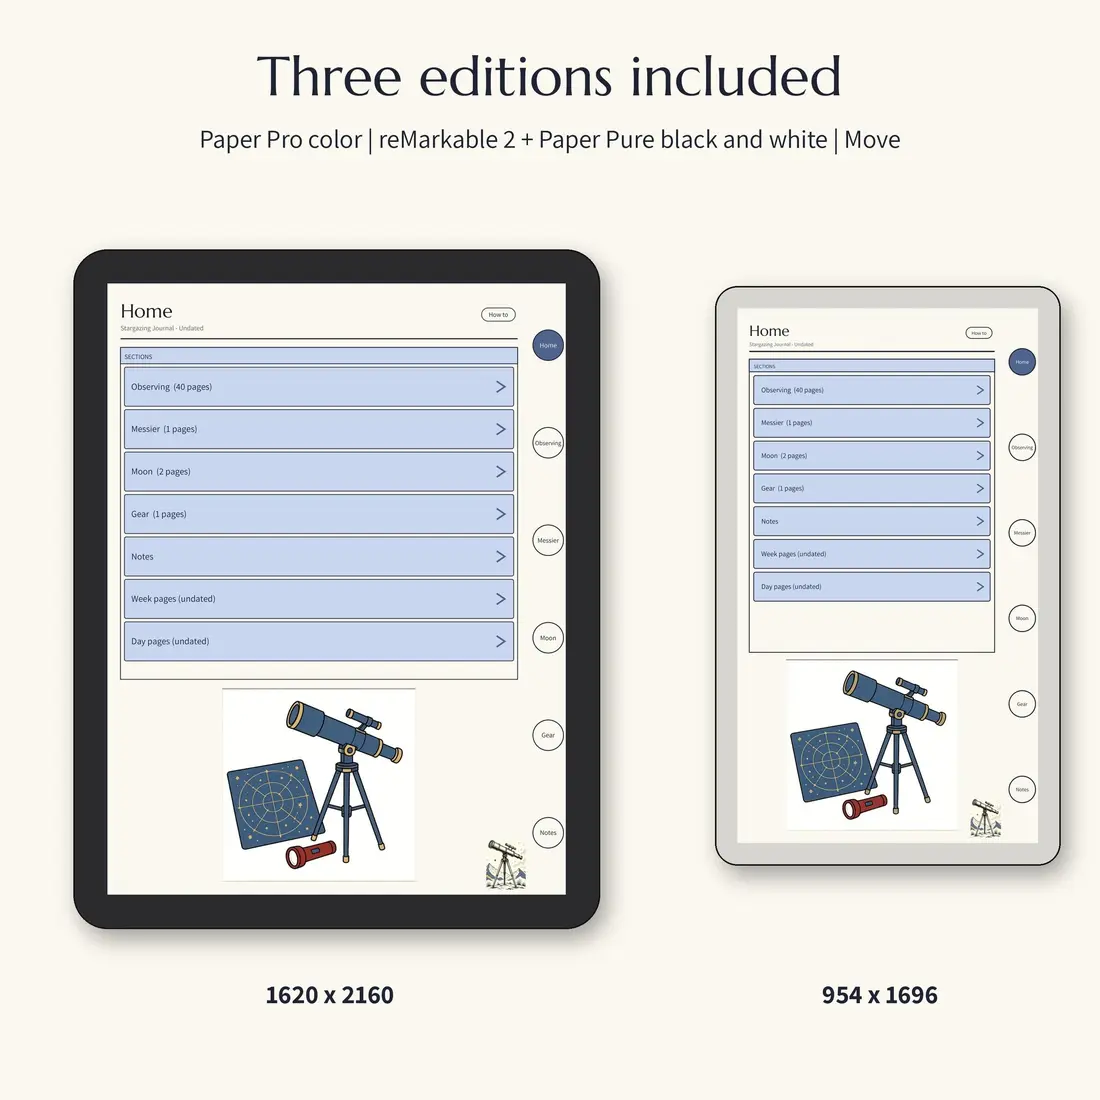 Three editions included
Paper Pro color | reMarkable 2 + Paper Pure black and white | Move
Home
Stargazing Journal - Undated
How to
SECTIONS
Observing (40 pages)
Messier (1 pages)
Moon (2 pages)
Gear (1 pages)
Notes
Week pages (undated)
Day pages (undated)
Home
Observing
Messier
Moon
Gear
Notes
1620 x 2160
Home
Stargazing Journal - Undated
How to
SECTIONS
Observing (40 pages)
Messier (1 pages)
Moon (2 pages)
Gear (1 pages)
Notes
Week pages (undated)
Day pages (undated)
Home
Observing
Messier
Moon
Gear
Notes
954 x 1696